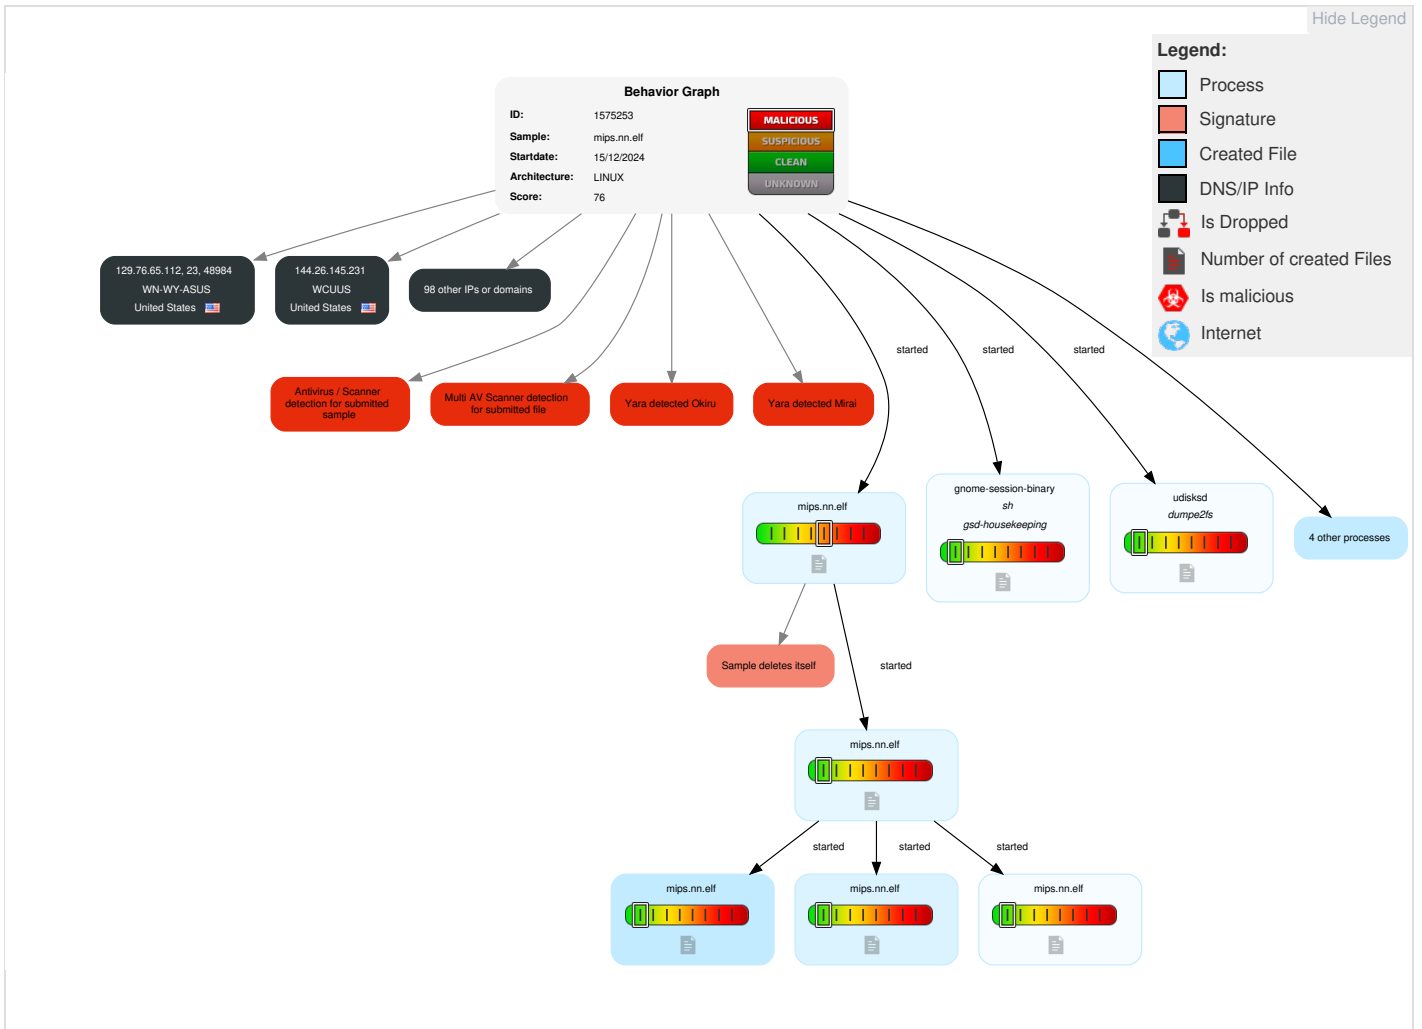 Hide Legend
Legend:
Process
Signature
Created File
DNS/IP Info
Is Dropped
Number of created Files
Is malicious
Internet
Behavior Graph
ID: 1575253
Sample: mips.nn.elf
Startdate: 15/12/2024
Architecture: LINUX
Score: 76
MALICIOUS
SUSPICIOUS
CLEAN
UNKNOWN
129.76.65.112, 23, 48984
WN-WY-ASUS
United States
144.26.145.231
WCUUS
United States
98 other IPs or domains
started
started
started
Antivirus / Scanner
detection for submitted
sample
Multi AV Scanner detection
for submitted file
Yara detected Okiru
Yara detected Mirai
mips.nn.elf
gnome-session-binary
sh
gsd-housekeeping
udisksd
dumpe2fs
4 other processes
Sample deletes itself
started
mips.nn.elf
started
started
started
mips.nn.elf
mips.nn.elf
mips.nn.elf